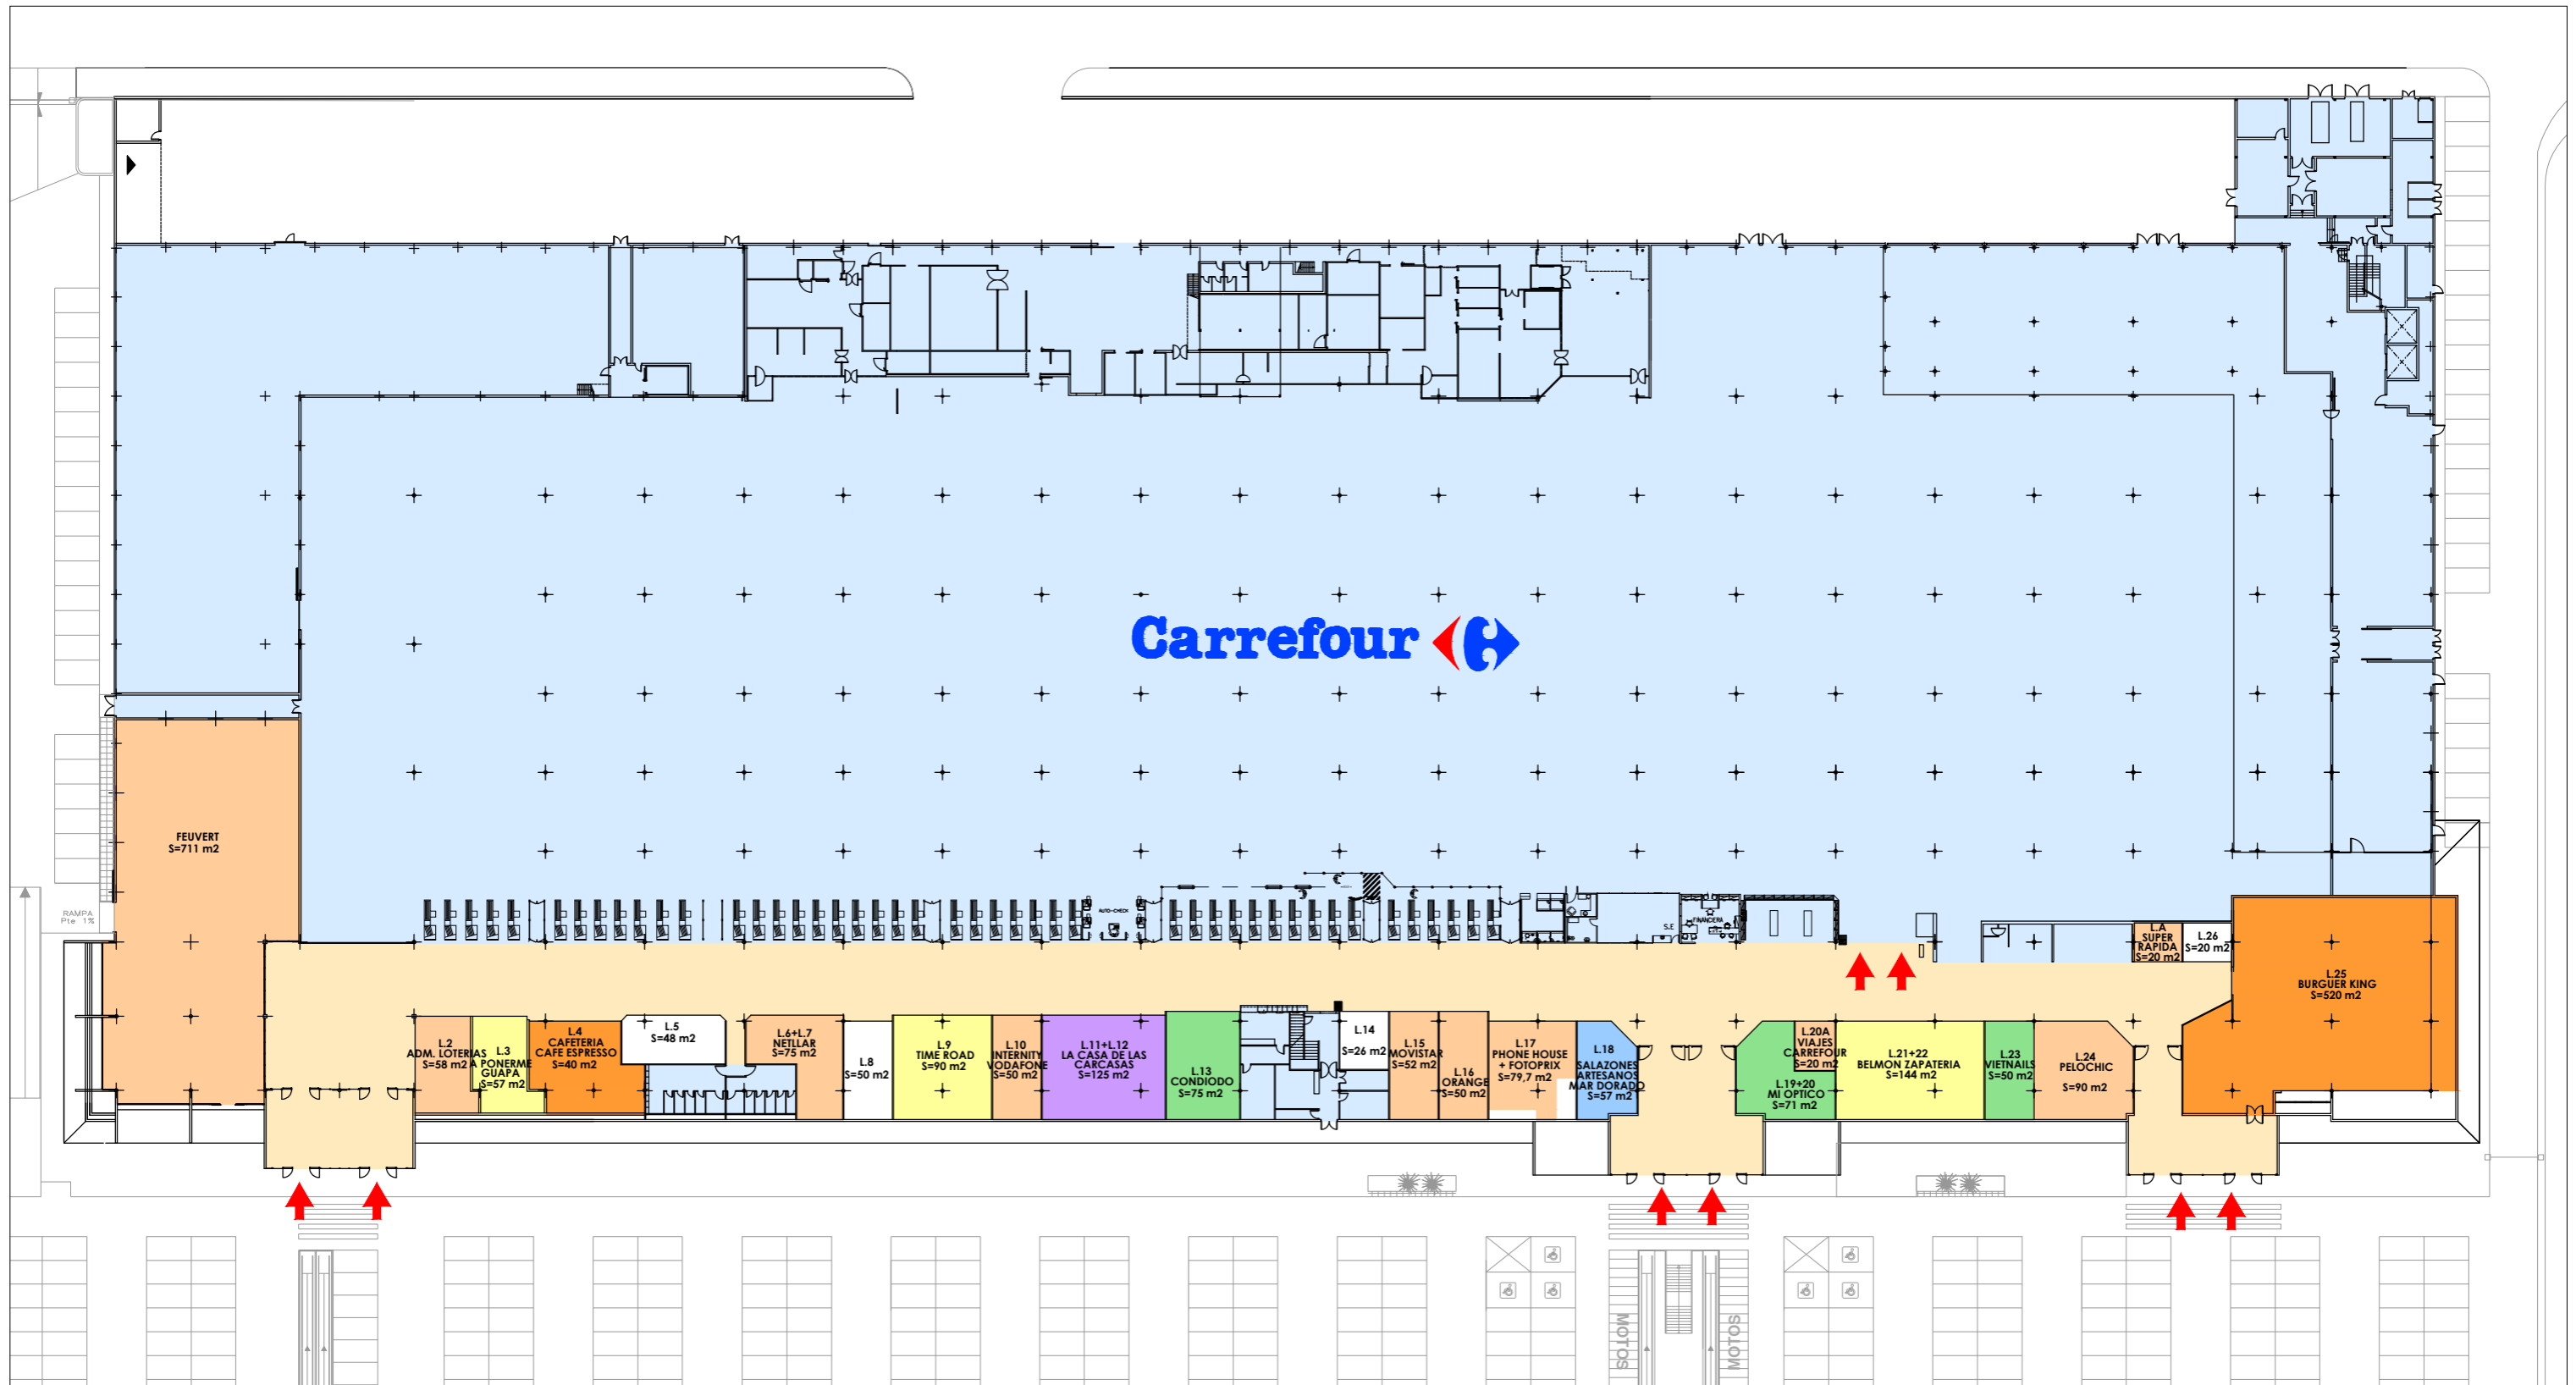 Carrefour
FEUVERT
S=711 m2
RAMPA
Pte 1%
AUTO-CHECK
S.E
FINANCIERA
L.A
SUPER
RAPIDA
S=20 m2
L.26
S=20 m2
L.25
BURGUER KING
S=520 m2
L.2
ADM. LOTERIAS
S=58 m2
L.3
A PONERME
GUAPA
S=57 m2
L.4
CAFETERIA
CAFE ESPRESSO
S=40 m2
L.5
S=48 m2
L.6+L.7
NETLLAR
S=75 m2
L.8
S=50 m2
L.9
TIME ROAD
S=90 m2
L.10
INTERNITY
VODAFONE
S=50 m2
L.11+L.12
LA CASA DE LAS
CARCASAS
S=125 m2
L.13
CONDIODO
S=75 m2
L.14
S=26 m2
L.15
MOVISTAR
S=52 m2
L.16
ORANGE
S=50 m2
L.17
PHONE HOUSE
+ FOTOPRIX
S=79,7 m2
L.18
SALAZONES
ARTESANOS
MAR DORADO
S=57 m2
L.20A
VIAJES
CARREFOUR
S=20 m2
L.19+20
MI OPTICO
S=71 m2
L.21+22
BELMON ZAPATERIA
S=144 m2
L.23
VIETNAILS
S=50 m2
L.24
PELOCHIC
S=90 m2
MOTOS
MOTOS